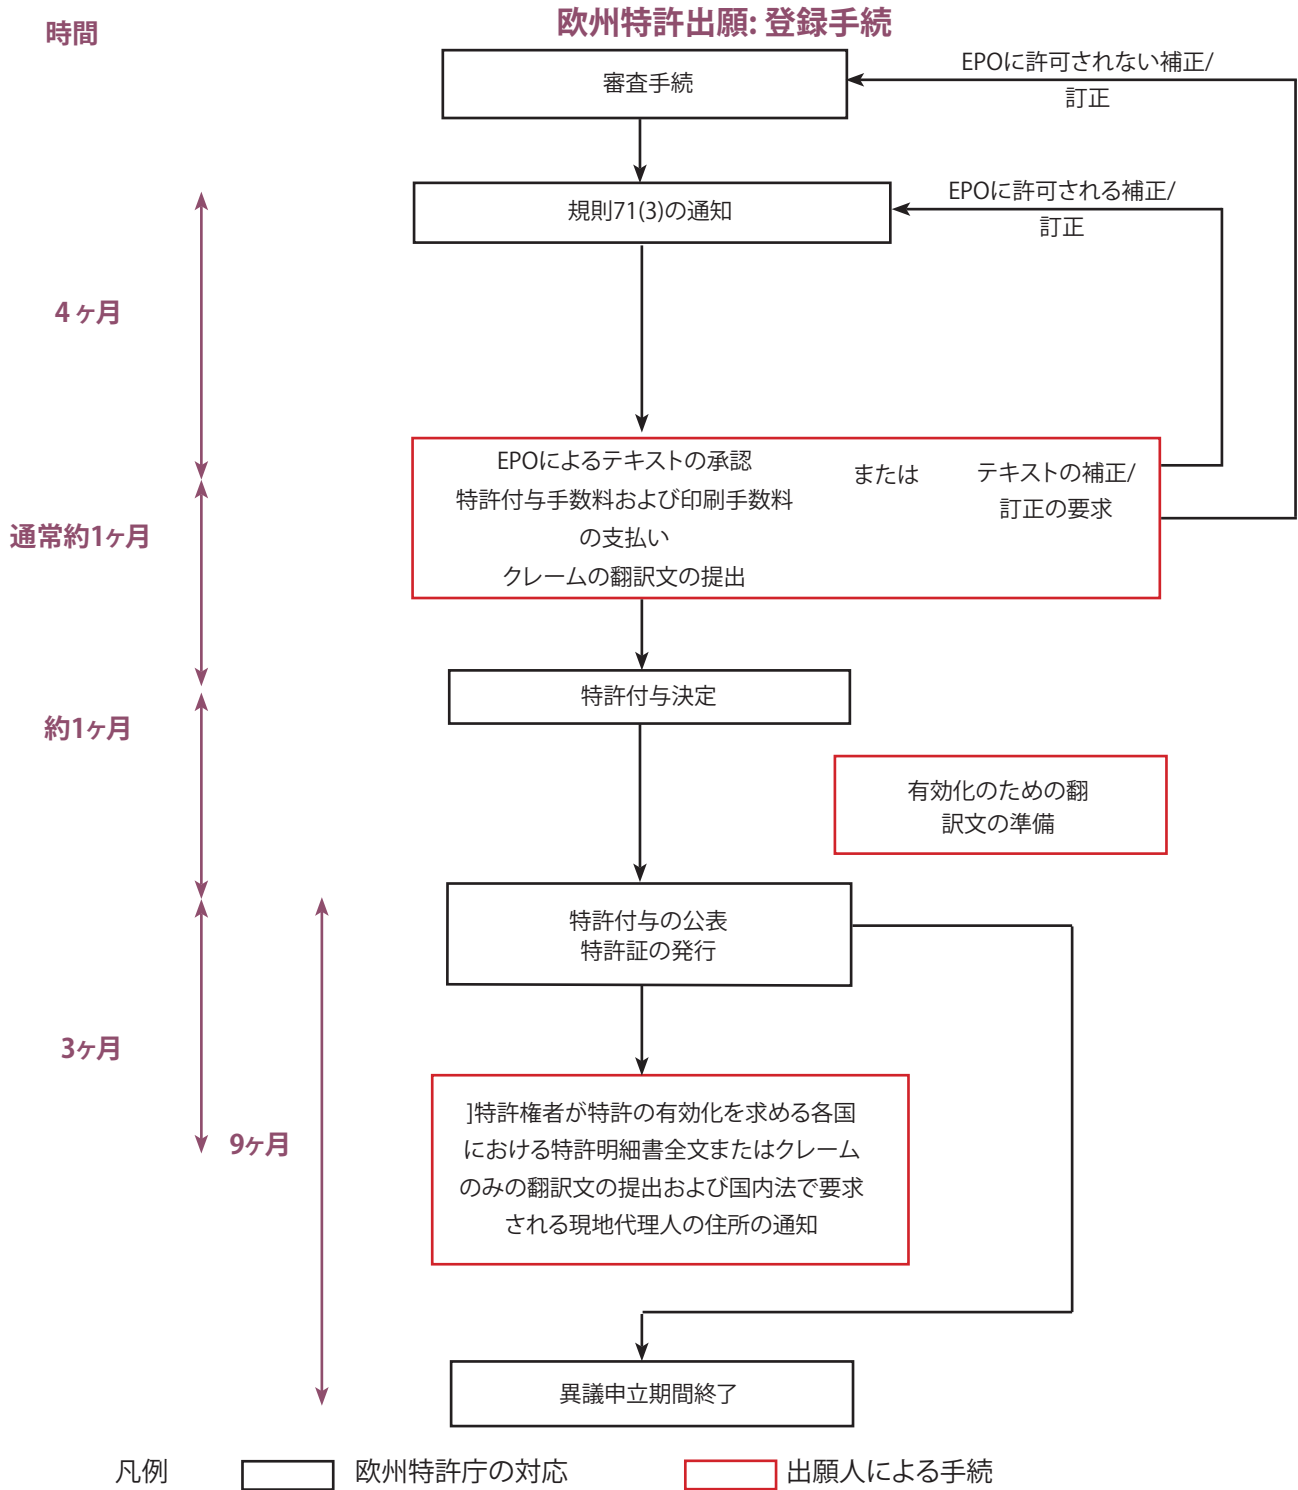 欧州特許出願: 登録手続
時間
審査手続
EPOに許可されない補正/
訂正
規則71(3)の通知
EPOに許可される補正/
訂正
4ヶ月
EPOによるテキストの承認
特許付与手数料および印刷手数料
の支払い
クレームの翻訳文の提出
または
テキストの補正/
訂正の要求
通常約1ヶ月
特許付与決定
約1ヶ月
有効化のための翻
訳文の準備
特許付与の公表
特許証の発行
3ヶ月
9ヶ月
]特許権者が特許の有効化を求める各国
における特許明細書全文またはクレーム
のみの翻訳文の提出および国内法で要求
される現地代理人の住所の通知
異議申立期間終了
凡例
欧州特許庁の対応
出願人による手続